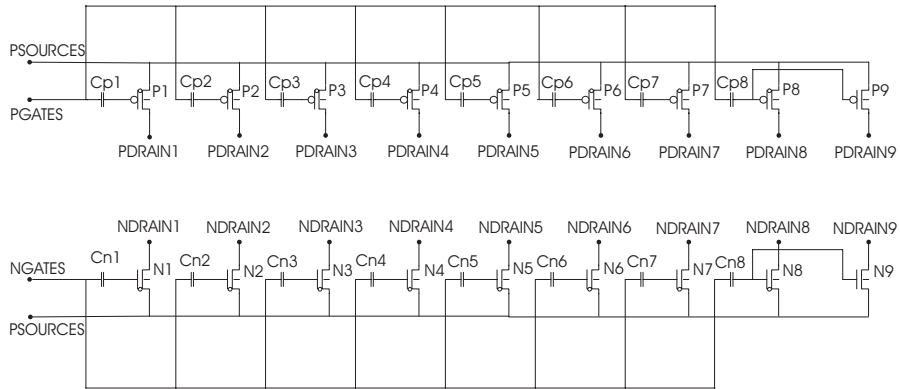 PSOURCES
Cp1 P1 Cp2 P2 Cp3 P3 Cp4 P4 Cp5 P5 Cp6 P6 Cp7 P7 Cp8 P8 P9
PGATES
PDRAIN1 PDRAIN2 PDRAIN3 PDRAIN4 PDRAIN5 PDRAIN6 PDRAIN7 PDRAIN8 PDRAIN9
NDRAIN1 NDRAIN2 NDRAIN3 NDRAIN4 NDRAIN5 NDRAIN6 NDRAIN7 NDRAIN8 NDRAIN9
NGATES Cn1 N1 Cn2 N2 Cn3 N3 Cn4 N4 Cn5 N5 Cn6 N6 Cn7 N7 Cn8 N8 N9
PSOURCES